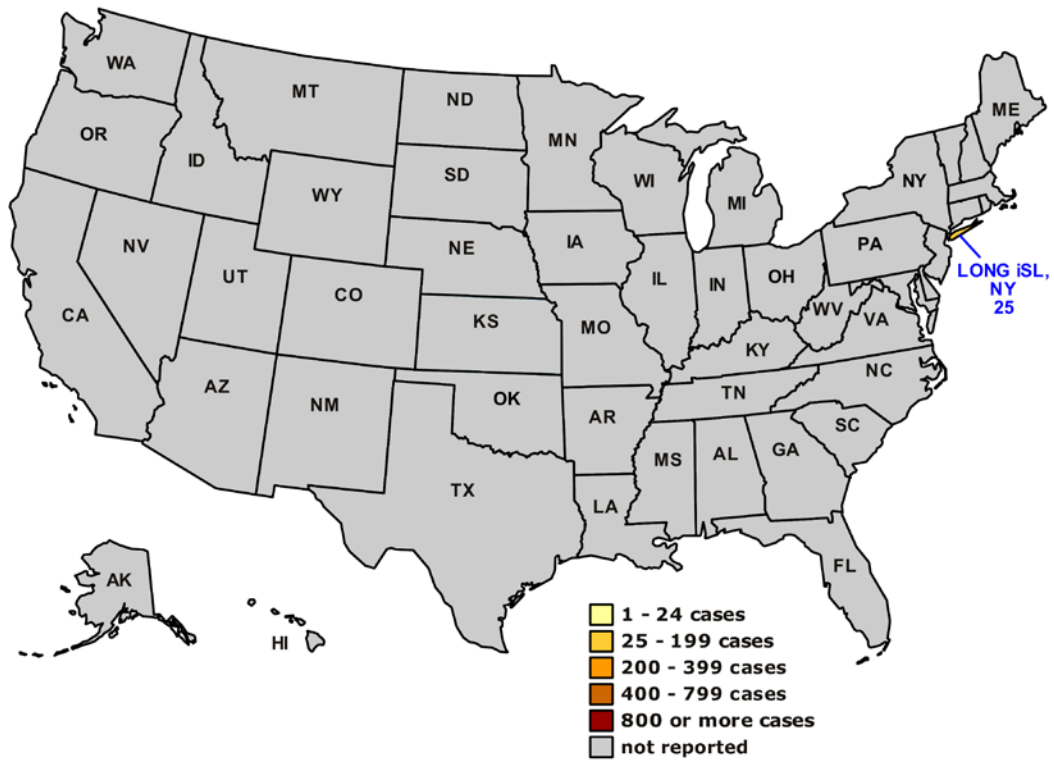 WA
MT
ND
MN
ME
OR
ID
SD
WI
NY
WY
MI
NV
NE
IA
PA
UT
CO
IL
IN
OH
LONG iSL,
NY
25
CA
KS
MO
WV
VA
KY
NC
AZ
NM
OK
TN
AR
SC
MS
AL
GA
TX
LA
FL
AK
HI
1 - 24 cases
25 - 199 cases
200 - 399 cases
400 - 799 cases
800 or more cases
not reported